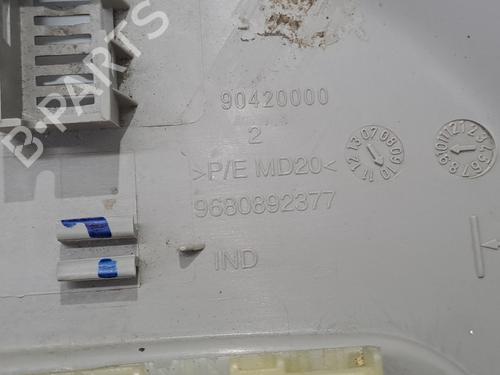 B-PARTS
90420000
2
>P/E MD20<
9680892377
IND